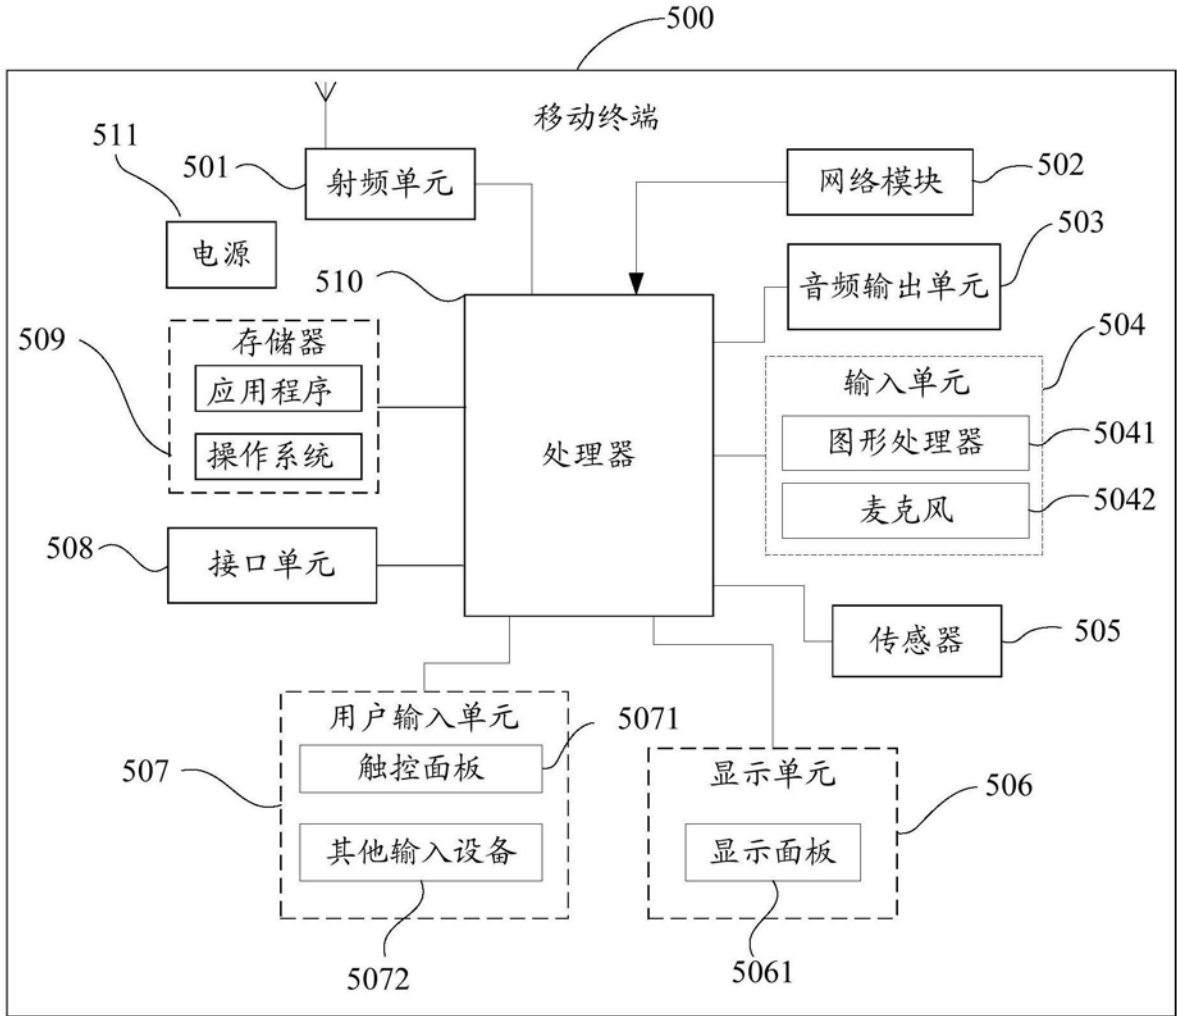 500
移动终端
511
501
射频单元
网络模块
502
电源
503
510
音频输出单元
509
存储器
应用程序
操作系统
504
输入单元
图形处理器
5041
麦克风
5042
处理器
508
接口单元
传感器
505
用户输入单元
5071
触控面板
507
其他输入设备
5072
显示单元
506
显示面板
5061